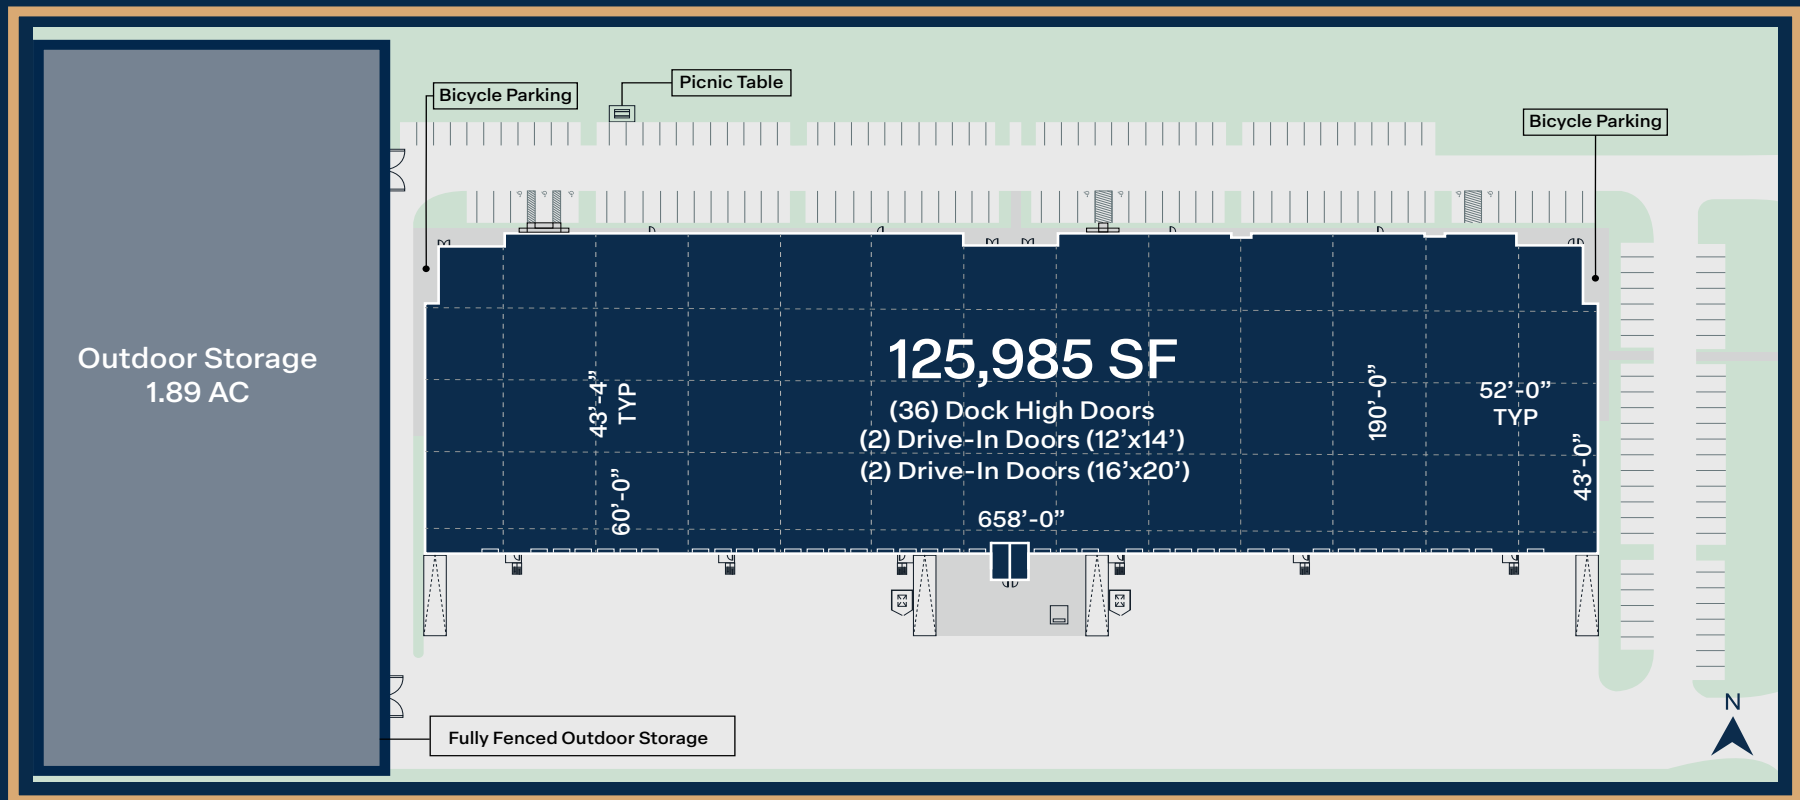 Picnic Table
Bicycle Parking
Bicycle Parking
Outdoor Storage
1.89 AC
125,985 SF
(36) Dock High Doors
(2) Drive-In Doors (12’x14’)
(2) Drive-In Doors (16’x20’)
658’-0”
43’-4”
TYP
60’-0”
190’-0”
52’-0”
TYP
43’-0”
Fully Fenced Outdoor Storage
N